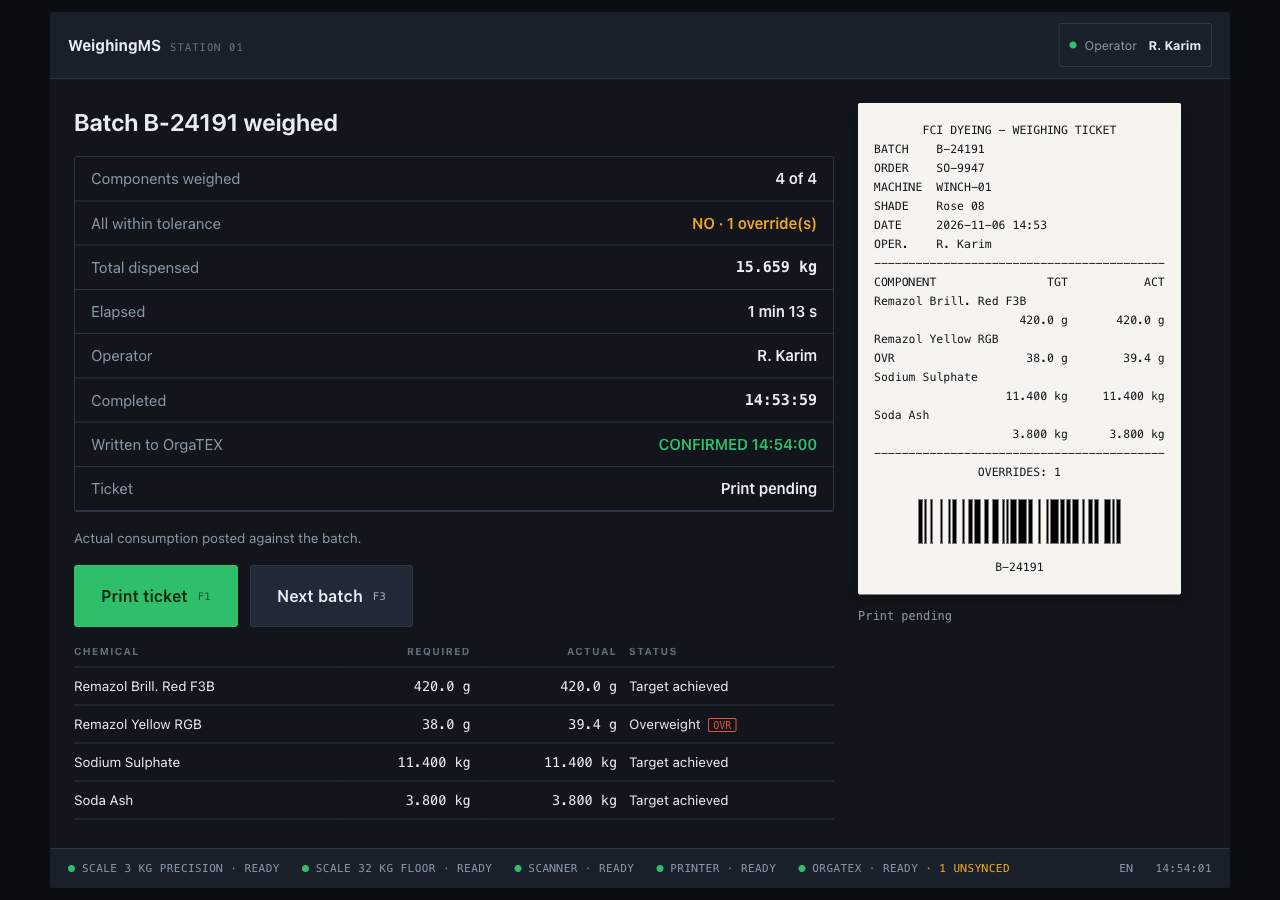 WeighingMS STATION 01
Operator R. Karim
Batch B-24191 weighed
Components weighed 4 of 4
All within tolerance NO · 1 override(s)
Total dispensed 15.659 kg
Elapsed 1 min 13 s
Operator R. Karim
Completed 14:53:59
Written to OrgaTEX CONFIRMED 14:54:00
Ticket Print pending
Actual consumption posted against the batch.
Print ticket F1
Next batch F3
CHEMICAL REQUIRED ACTUAL STATUS
Remazol Brill. Red F3B 420.0 g 420.0 g Target achieved
Remazol Yellow RGB 38.0 g 39.4 g Overweight OVR
Sodium Sulphate 11.400 kg 11.400 kg Target achieved
Soda Ash 3.800 kg 3.800 kg Target achieved
FCI DYEING — WEIGHING TICKET
BATCH B-24191
ORDER SO-9947
MACHINE WINCH-01
SHADE Rose 08
DATE 2026-11-06 14:53
OPER. R. Karim
COMPONENT TGT ACT
Remazol Brill. Red F3B
420.0 g 420.0 g
Remazol Yellow RGB
OVR 38.0 g 39.4 g
Sodium Sulphate
11.400 kg 11.400 kg
Soda Ash
3.800 kg 3.800 kg
OVERRIDES: 1
B-24191
Print pending
SCALE 3 KG PRECISION · READY SCALE 32 KG FLOOR · READY SCANNER · READY PRINTER · READY ORGATEX · READY · 1 UNSYNCED EN 14:54:01